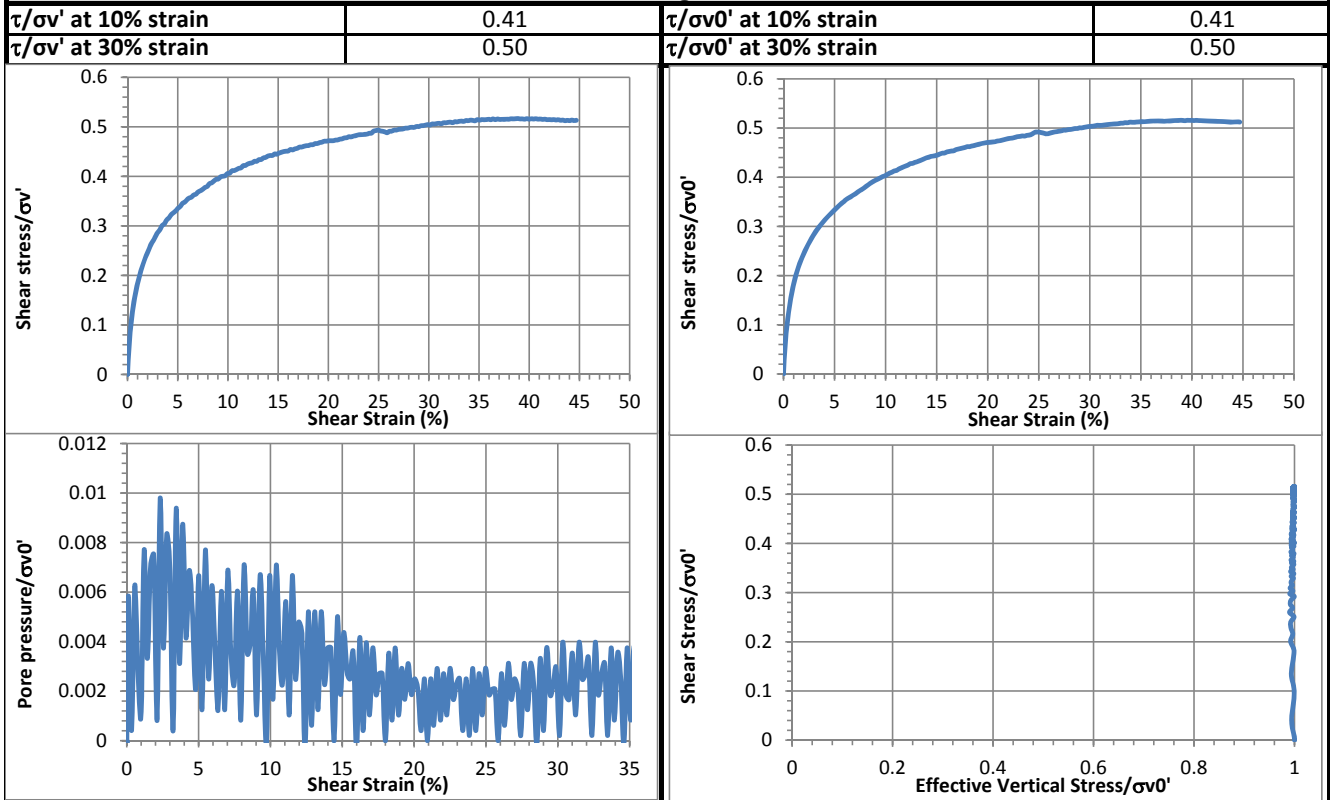 τ/σv' at 10% strain 0.41 τ/σv0' at 10% strain 0.41
τ/σv' at 30% strain 0.50 τ/σv0' at 30% strain 0.50
Shear stress/σv'
0.6
0.5
0.4
0.3
0.2
0.1
0
0 5 10 15 20 25 30 35 40 45 50
Shear Strain (%)
Shear stress/σv0'
0.6
0.5
0.4
0.3
0.2
0.1
0
0 5 10 15 20 25 30 35 40 45 50
Shear Strain (%)
Pore pressure/σv0'
0.012
0.01
0.008
0.006
0.004
0.002
0
0 5 10 15 20 25 30 35
Shear Strain (%)
Shear Stress/σv0'
0.6
0.5
0.4
0.3
0.2
0.1
0
0 0.2 0.4 0.6 0.8 1
Effective Vertical Stress/σv0'